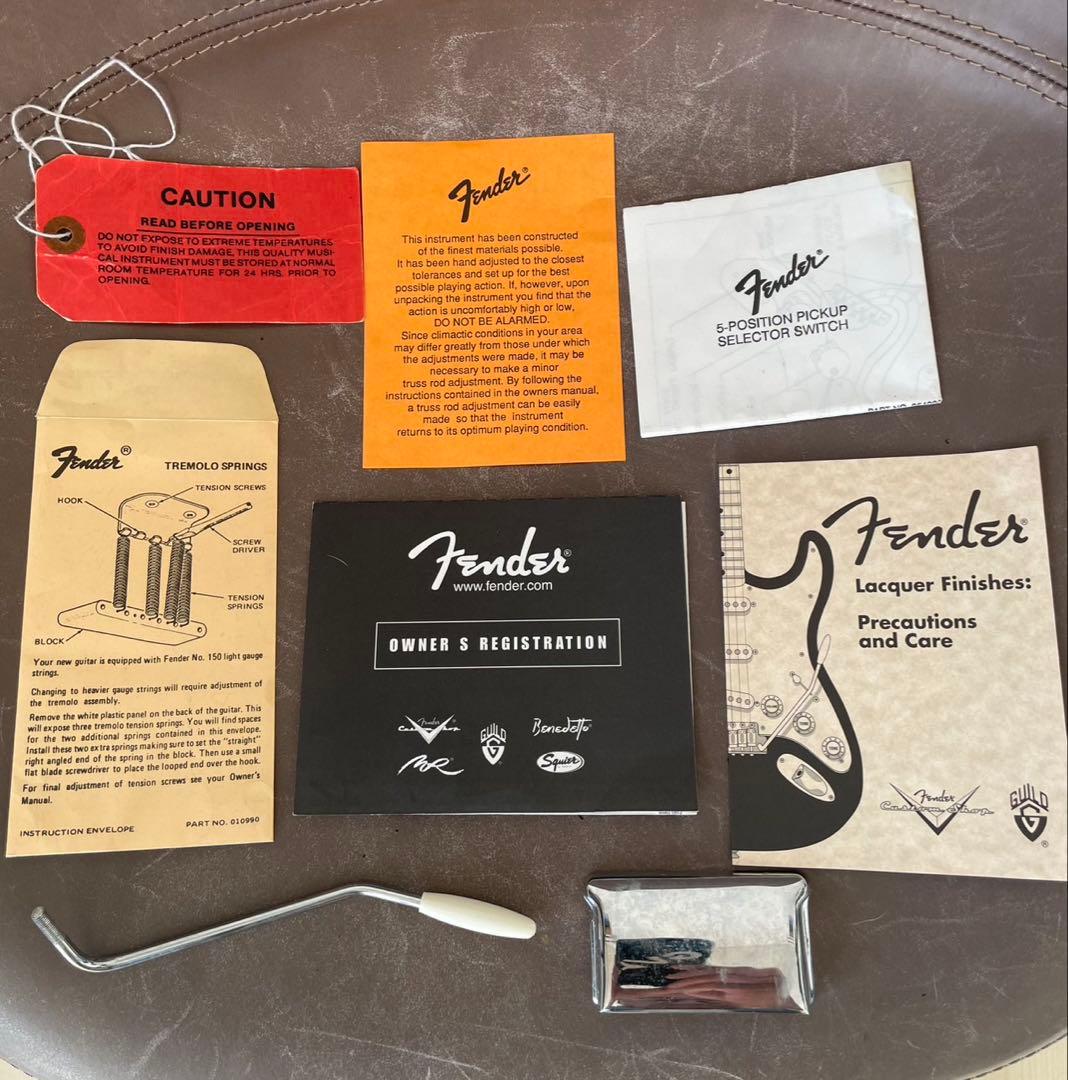 CAUTION
READ BEFORE OPENING
DO NOT EXPOSE TO EXTREME TEMPERATURES
TO AVOID FINISH DAMAGE, THIS QUALITY MUSI-
CAL INSTRUMENT MUST BE STORED AT NORMAL
ROOM TEMPERATURE FOR 24 HRS. PRIOR TO
OPENING.
Fender®
This instrument has been constructed
of the finest materials possible.
It has been hand adjusted to the closest
tolerances and set up for the best
possible playing action. If, however, upon
unpacking the instrument you find that the
action is uncomfortably high or low,
DO NOT BE ALARMED.
Since climactic conditions in your area
may differ greatly from those under which
the adjustments were made, it may be
necessary to make a minor
truss rod adjustment. By following the
instructions contained in the owners manual,
a truss rod adjustment can be easily
made so that the instrument
returns to its optimum playing condition.
Fender®
5-POSITION PICKUP
SELECTOR SWITCH
PART NO.
Fender®
TREMOLO SPRINGS
TENSION SCREWS
HOOK
SCREW
DRIVER
TENSION
SPRINGS
BLOCK
Your new guitar is equipped with Fender No. 150 light gauge
strings.
Changing to heavier gauge strings will require adjustment of
the tremolo assembly.
Remove the white plastic panel on the back of the guitar. This
will expose three tremolo tension springs. You will find spaces
for the two additional springs contained in this envelope.
Install these two extra springs making sure to set the "straight"
right angled end of the spring in the block. Then use a small
flat blade screwdriver to place the looped end over the hook.
For final adjustment of tension screws see your Owner's
Manual.
INSTRUCTION ENVELOPE
PART NO. 010990
Fender®
www.fender.com
OWNER S REGISTRATION
Fender®
Custom Shop
GUILD
G
Benedetto
Squier
Fender®
Lacquer Finishes:
Precautions
and Care
VOLUME
TONE
TONE
Fender
Custom Shop
GUILD
G
®